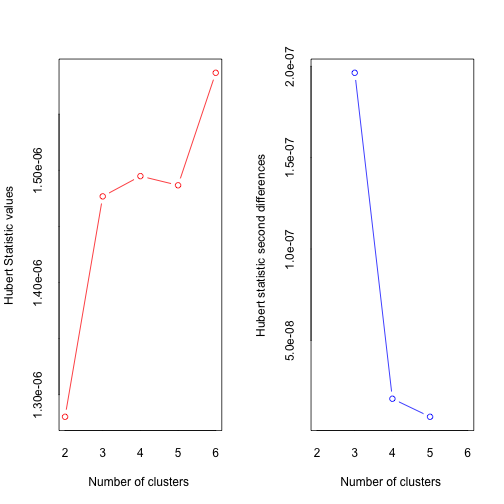 Hubert Statistic values
1.30e-06
1.40e-06
1.50e-06
2 3 4 5 6
Number of clusters
Hubert statistic second differences
5.0e-08
1.0e-07
1.5e-07
2.0e-07
2 3 4 5 6
Number of clusters